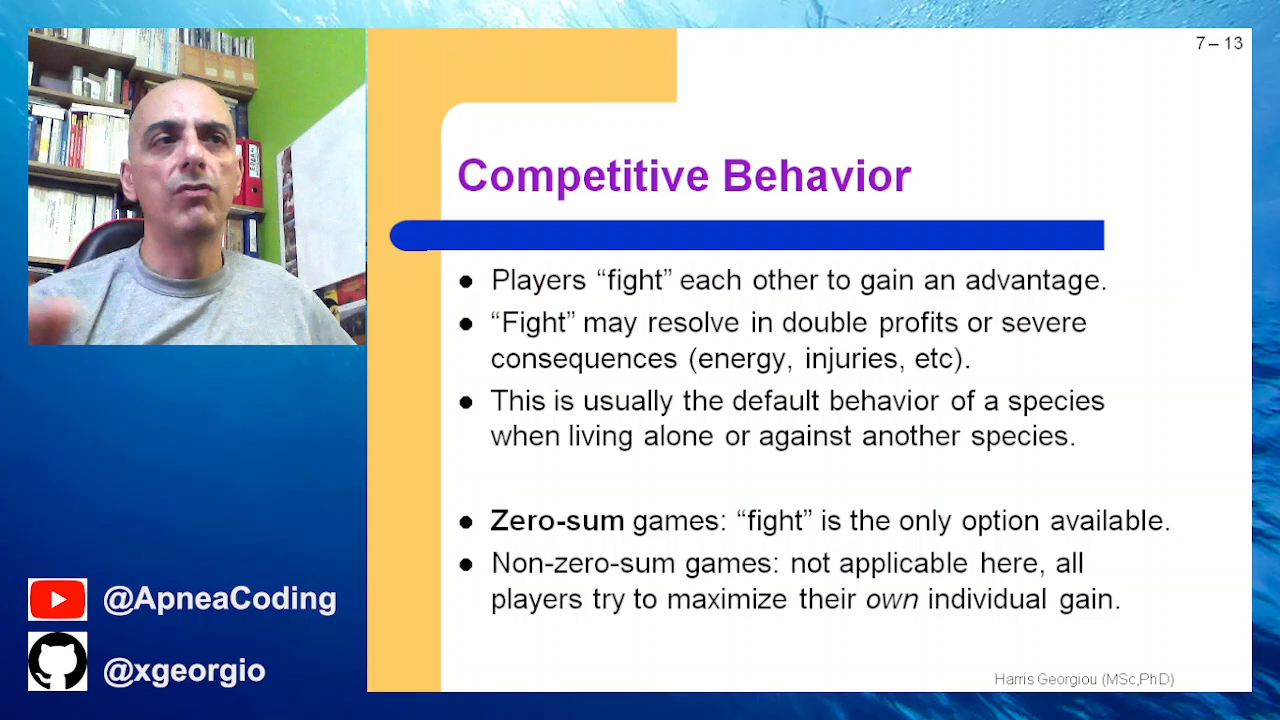 7 – 13
Competitive Behavior
● Players “fight” each other to gain an advantage.
● “Fight” may resolve in double profits or severe
consequences (energy, injuries, etc).
● This is usually the default behavior of a species
when living alone or against another species.
● Zero-sum games: “fight” is the only option available.
● Non-zero-sum games: not applicable here, all
players try to maximize their own individual gain.
Harris Georgiou (MSc,PhD)
@ApneaCoding
@xgeorgio